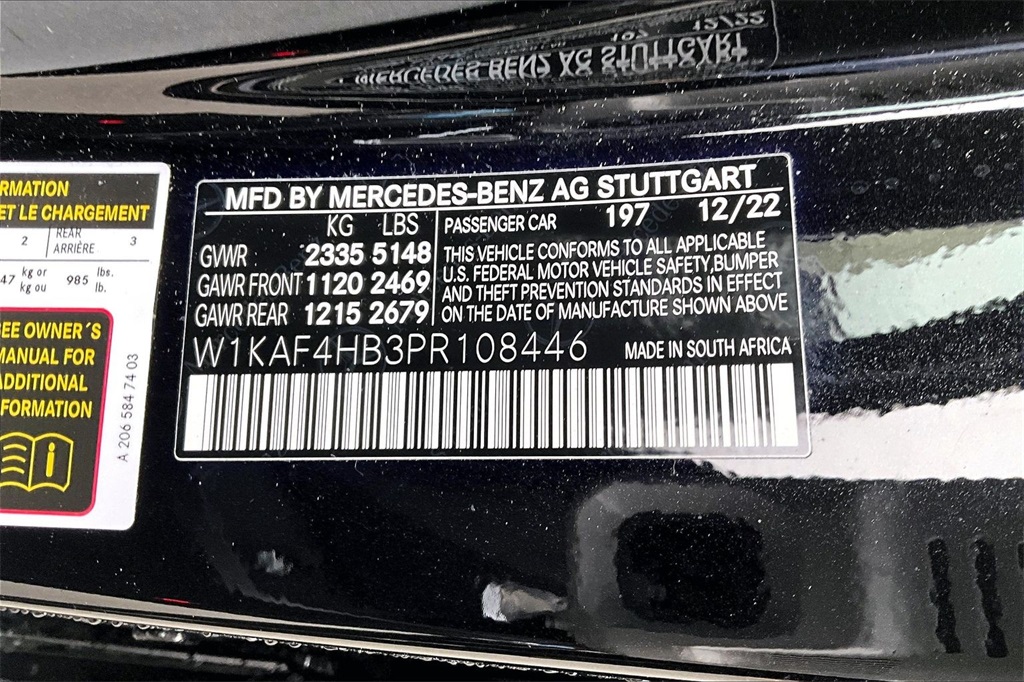 RMATION
ET LE CHARGEMENT
2 REAR ARRIÈRE 3
47 kg or kg ou 985 lbs. lb.
SEE OWNER´S
MANUAL FOR
ADDITIONAL
FORMATION
A 206 584 74 03
MFD BY MERCEDES-BENZ AG STUTTGART
KG LBS PASSENGER CAR 197 12/22
GVWR 2335 5148
GAWR FRONT 1120 2469
GAWR REAR 1215 2679
THIS VEHICLE CONFORMS TO ALL APPLICABLE
U.S. FEDERAL MOTOR VEHICLE SAFETY,BUMPER
AND THEFT PREVENTION STANDARDS IN EFFECT
ON THE DATE OF MANUFACTURE SHOWN ABOVE
W1KAF4HB3PR108446 MADE IN SOUTH AFRICA